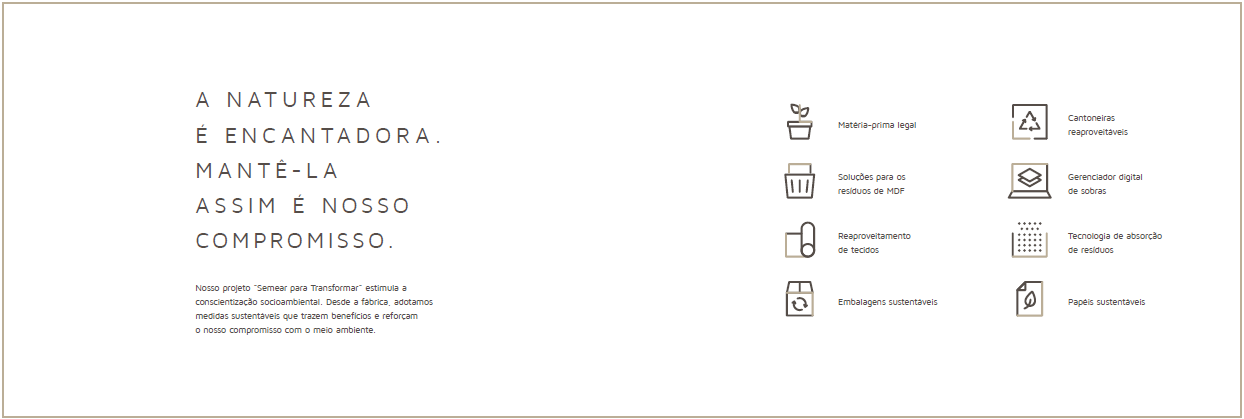 A NATUREZA
É ENCANTADORA.
MANTÊ-LA
ASSIM É NOSSO
COMPROMISSO.
Nosso projeto "Semear para Transformar" estimula a
conscientização socioambiental. Desde a fábrica, adotamos
medidas sustentáveis que trazem benefícios e reforçam
o nosso compromisso com o meio ambiente.
Matéria-prima legal
Soluções para os
resíduos de MDF
Reaproveitamento
de tecidos
Embalagens sustentáveis
Cantoneiras
reaproveitáveis
Gerenciador digital
de sobras
Tecnologia de absorção
de resíduos
Papéis sustentáveis